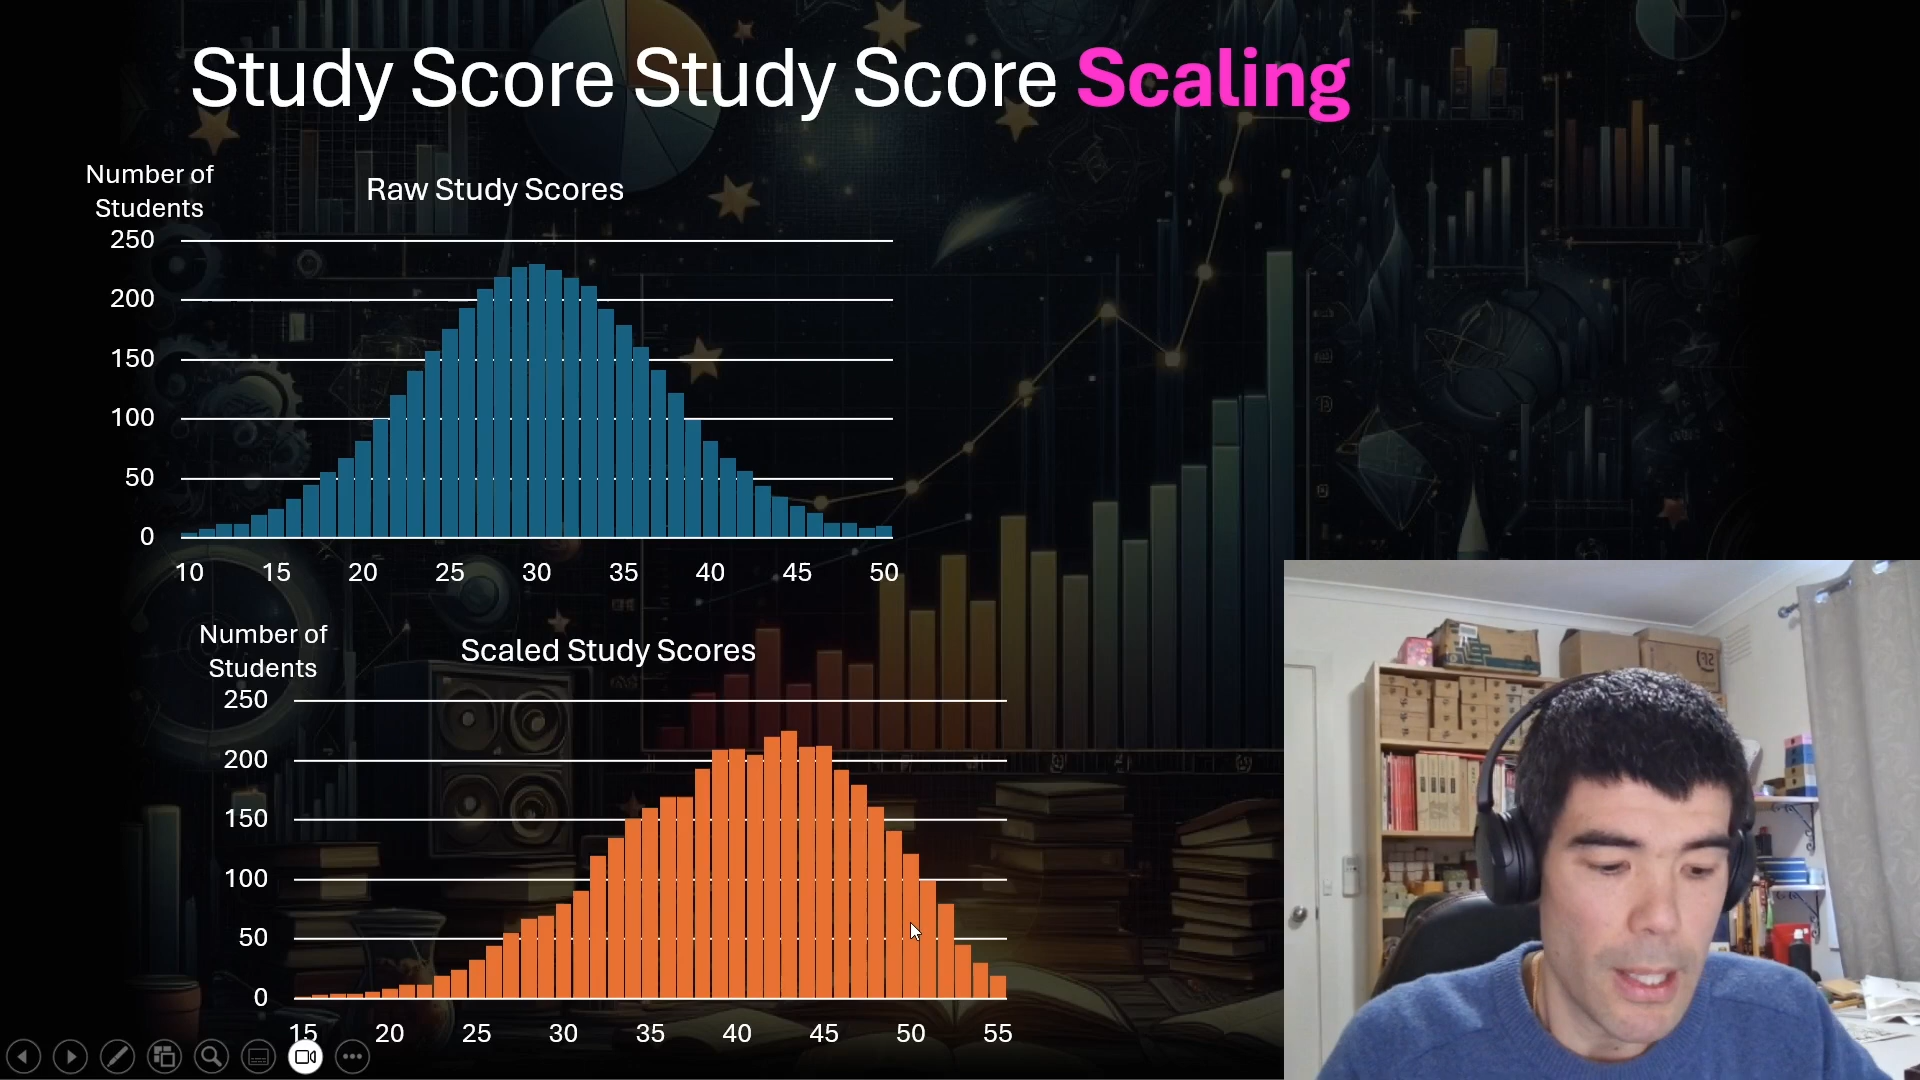 Study Score Study Score Scaling
Number of
Students
Raw Study Scores
250
200
150
100
50
0
10 15 20 25 30 35 40 45 50
Number of
Students
Scaled Study Scores
250
200
150
100
50
0
15 20 25 30 35 40 45 50 55